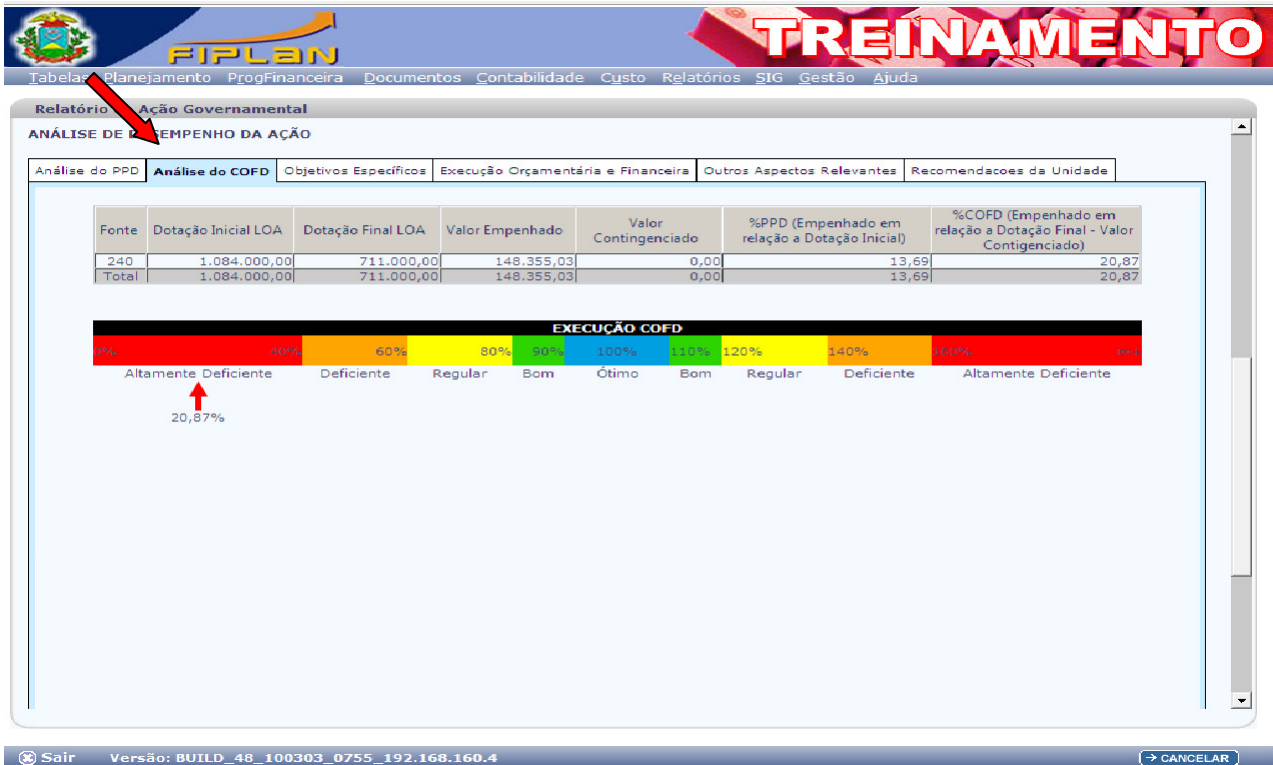 FIPLAN
TREINAMENTO
Tabelas Planejamento ProgFinanceira Documentos Contabilidade Custo Relatórios SIG Gestão Ajuda
Relatório Ação Governamental
ANÁLISE DE DESEMPENHO DA AÇÃO
Análise do PPD Análise do COFD Objetivos Específicos Execução Orçamentária e Financeira Outros Aspectos Relevantes Recomendacoes da Unidade
Fonte Dotação Inicial LOA Dotação Final LOA Valor Empenhado Valor Contingenciado %PPD (Empenhado em relação a Dotação Inicial) %COFD (Empenhado em relação a Dotação Final - Valor Contigenciado)
240 1.084.000,00 711.000,00 148.355,03 0,00 13,69 20,87
Total 1.084.000,00 711.000,00 148.355,03 0,00 13,69 20,87
EXECUÇÃO COFD
0% 40% 60% 80% 90% 100% 110% 120% 140% 160%
Altamente Deficiente Deficiente Regular Bom Ótimo Bom Regular Deficiente Altamente Deficiente
20,87%
Sair Versão: BUILD_48_100303_0755_192.168.160.4 CANCELAR